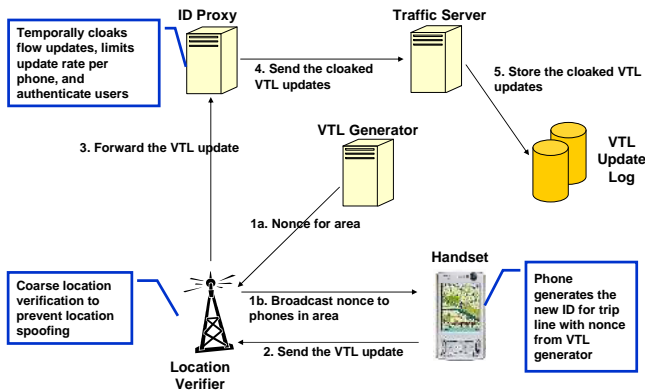 ID Proxy
Traffic Server
Temporally cloaks
flow updates, limits
update rate per
phone, and
authenticate users
4. Send the cloaked
VTL updates
5. Store the cloaked VTL
updates
VTL Generator
3. Forward the VTL update
VTL
Update
Log
1a. Nonce for area
Handset
Coarse location
verification to
prevent location
spoofing
1b. Broadcast nonce to
phones in area
Phone
generates the
new ID for trip
line with nonce
from VTL
generator
2. Send the VTL update
Location
Verifier